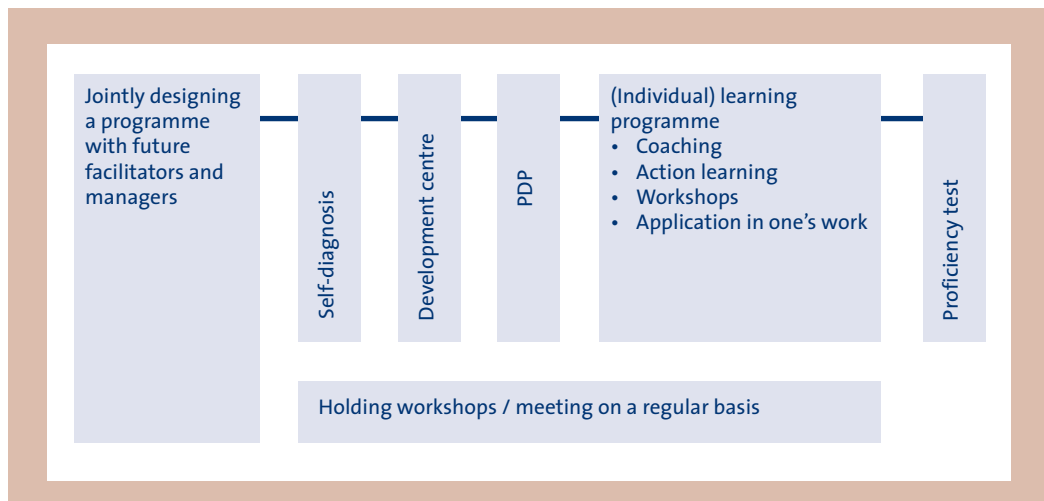 Jointly designing
a programme
with future
facilitators and
managers
Self-diagnosis
Development centre
PDP
(Individual) learning
programme
• Coaching
• Action learning
• Workshops
• Application in one's work
Proficiency test
Holding workshops / meeting on a regular basis